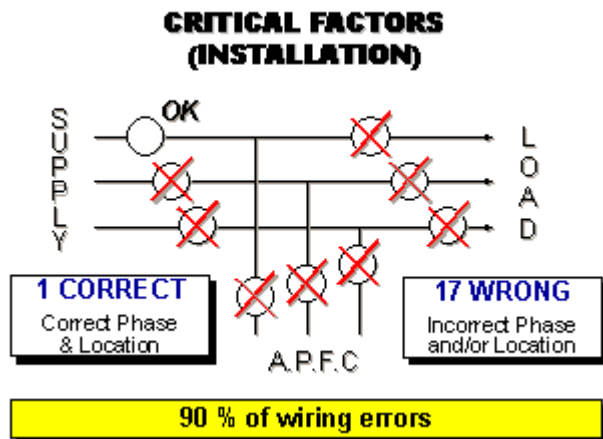 CRITICAL FACTORS
(INSTALLATION)
OK
SUPPLY
LOAD
1 CORRECT
Correct Phase
& Location
17 WRONG
Incorrect Phase
and/or Location
A.P.F.C
90 % of wiring errors